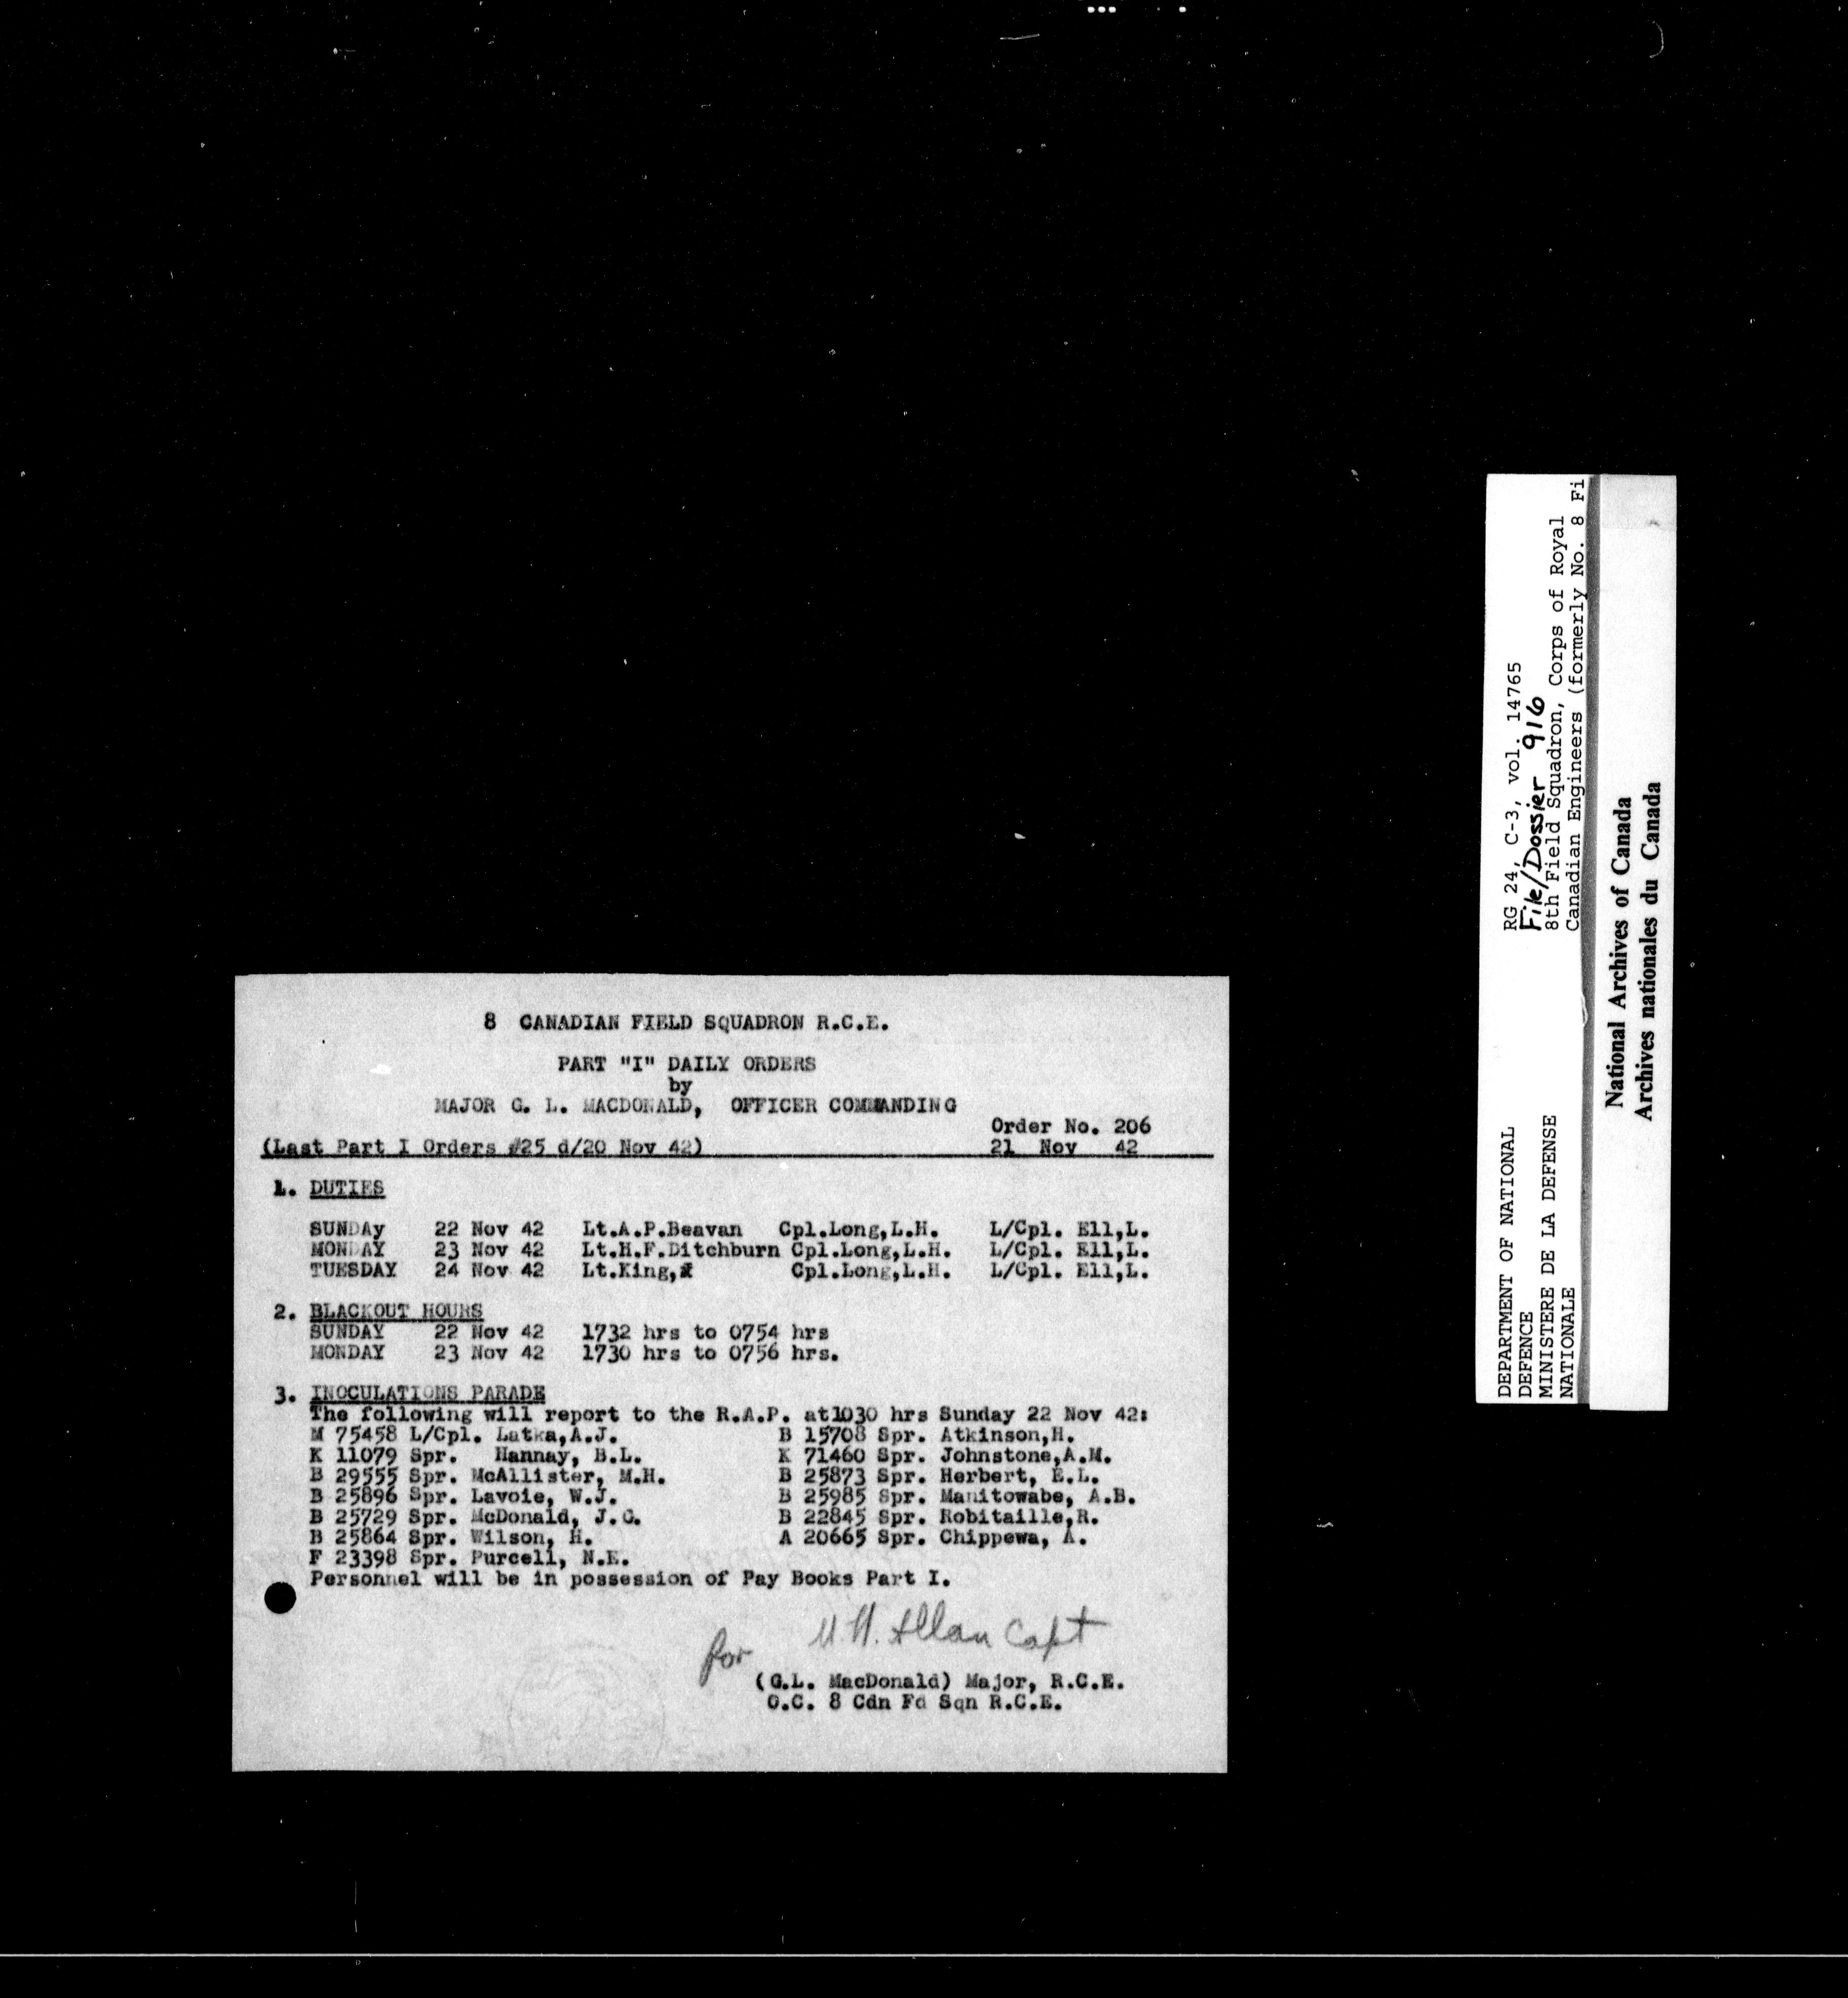 8 CANADIAN FIELD SQUADRON R.C.E.
PART "I" DAILY ORDERS
by
MAJOR G. L. MACDONALD, OFFICER COMMANDING
Order No. 206
(Last Part I Orders #25 d/20 Nov 42) 21 Nov 42
1. DUTIES
SUNDAy 22 Nov 42 Lt.A.P.Beavan Cpl.Long,L.H. L/Cpl. Ell,L.
MONDAY 23 Nov 42 Lt.H.F.Ditchburn Cpl.Long,L.H. L/Cpl. Ell,L.
TUESDAY 24 Nov 42 Lt.King, Cpl.Long,L.H. L/Cpl. Ell,L.
2. BLACKOUT HOURS
SUNDAY 22 Nov 42 1732 hrs to 0754 hrs
MONDAY 23 Nov 42 1730 hrs to 0756 hrs.
3. INOCULATIONS PARADE
The following will report to the R.A.P. at1030 hrs Sunday 22 Nov 42:
M 75458 L/Cpl. Latka,A.J. B 15708 Spr. Atkinson,H.
K 11079 Spr. Hannay, B.L. K 71460 Spr. Johnstone,A.M.
B 29555 Spr. McAllister, M.H. B 25873 Spr. Herbert, E.L.
B 25896 Spr. Lavoie, W.J. B 25985 Spr. Manitowabe, A.B.
B 25729 Spr. McDonald, J.G. B 22845 Spr. Robitaille,R.
B 25864 Spr. Wilson, H. A 20665 Spr. Chippewa, A.
F 23398 Spr. Purcell, N.E.
Personnel will be in possession of Pay Books Part I.
for Allan Capt
(G.L. MacDonald) Major, R.C.E.
O.C. 8 Cdn Fd Sqn R.C.E.
DEPARTMENT OF NATIONAL
DEFENCE
MINISTERE DE LA DEFENSE
NATIONALE
RG 24, C-3, vol. 14765
File/Dossier 916
8th Field Squadron, Corps of Royal
Canadian Engineers (formerly No. 8 Fi
National Archives of Canada
Archives nationales du Canada